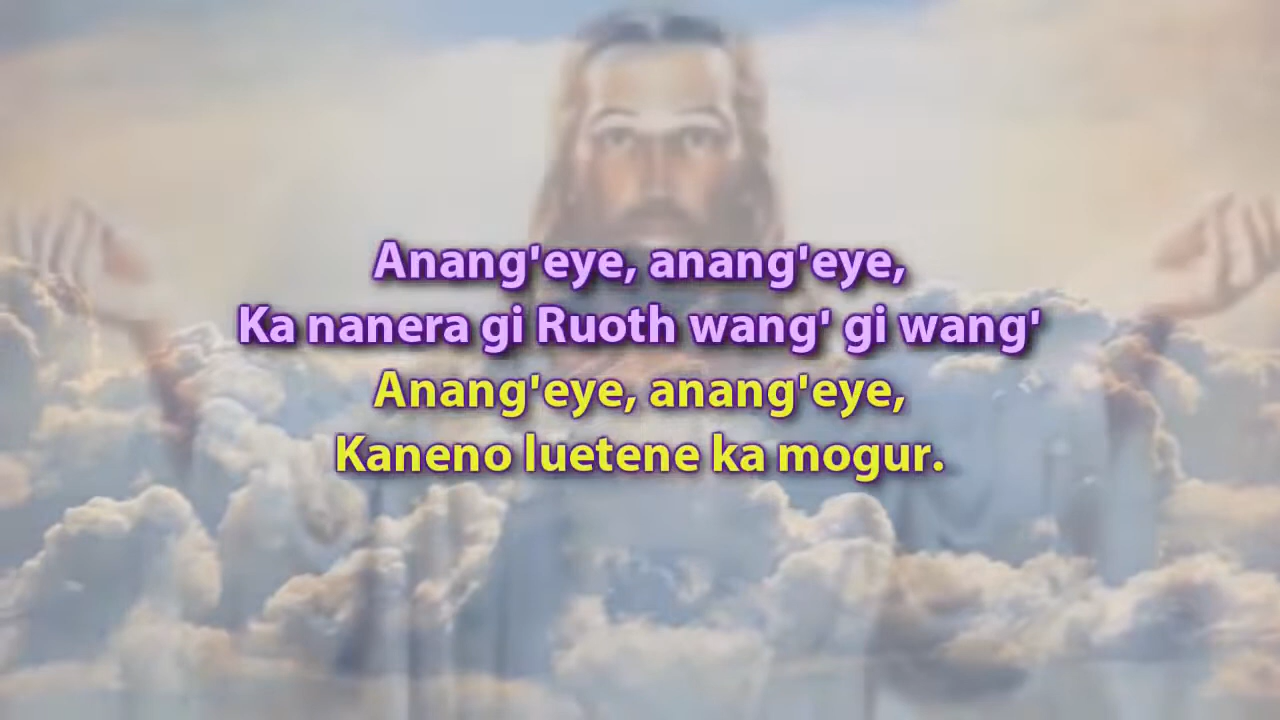 Anang'eye, anang'eye,
Ka nanera gi Ruoth wang' gi wang'
Anang'eye, anang'eye,
Kaneno luetene ka mogur.